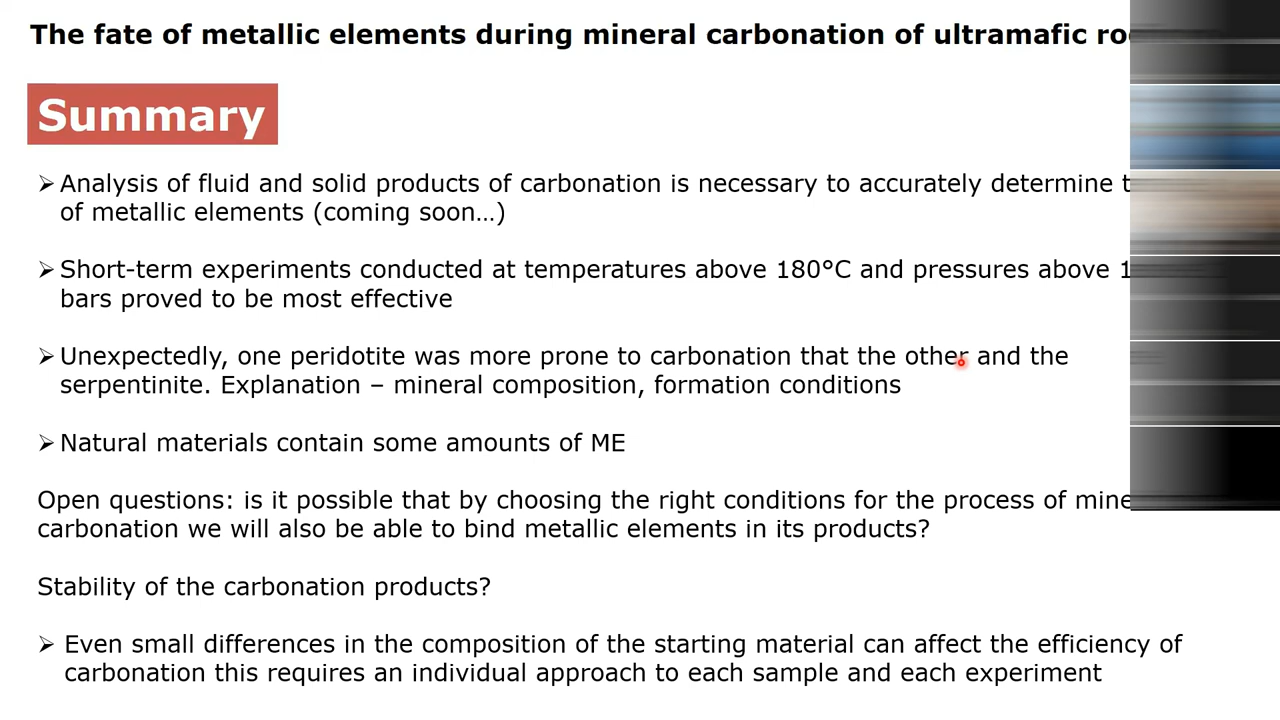 The fate of metallic elements during mineral carbonation of ultramafic
Summary
➢ Analysis of fluid and solid products of carbonation is necessary to accurately determine
of metallic elements (coming soon…)
➢ Short-term experiments conducted at temperatures above 180°C and pressures above
bars proved to be most effective
➢ Unexpectedly, one peridotite was more prone to carbonation that the other and the
serpentinite. Explanation – mineral composition, formation conditions
➢ Natural materials contain some amounts of ME
Open questions: is it possible that by choosing the right conditions for the process of
carbonation we will also be able to bind metallic elements in its products?
Stability of the carbonation products?
➢ Even small differences in the composition of the starting material can affect the efficiency of
carbonation this requires an individual approach to each sample and each experiment